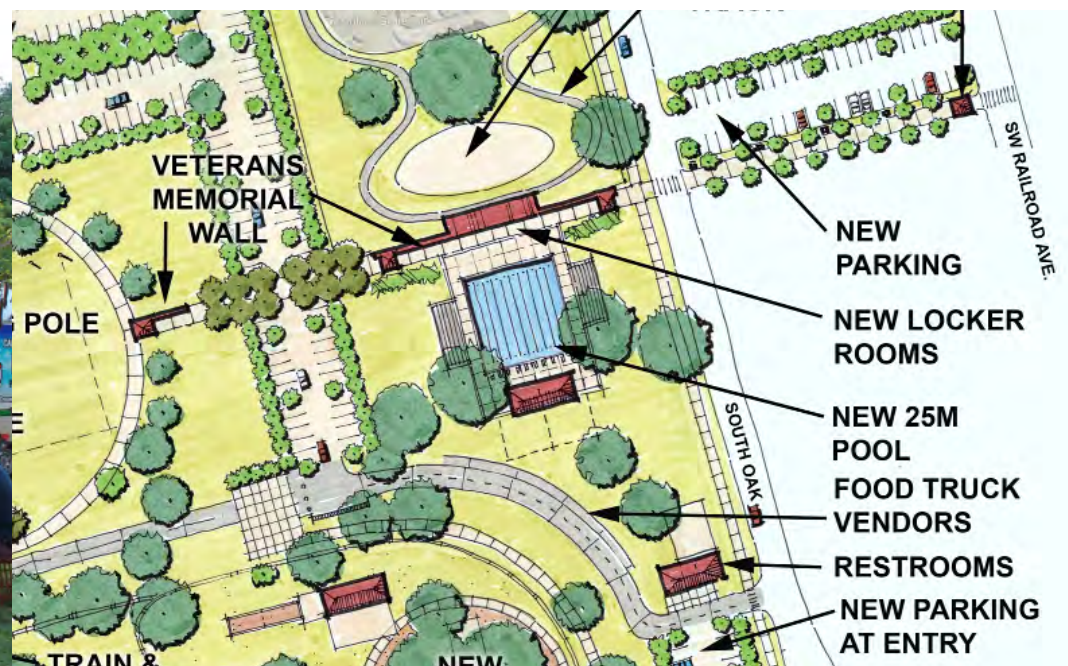 VETERANS
MEMORIAL
WALL
POLE
NEW
PARKING
SW RAILROAD AVE.
NEW LOCKER
ROOMS
NEW 25M
POOL
SOUTH OAK
FOOD TRUCK
VENDORS
RESTROOMS
NEW PARKING
AT ENTRY
TRAIN &
NEW